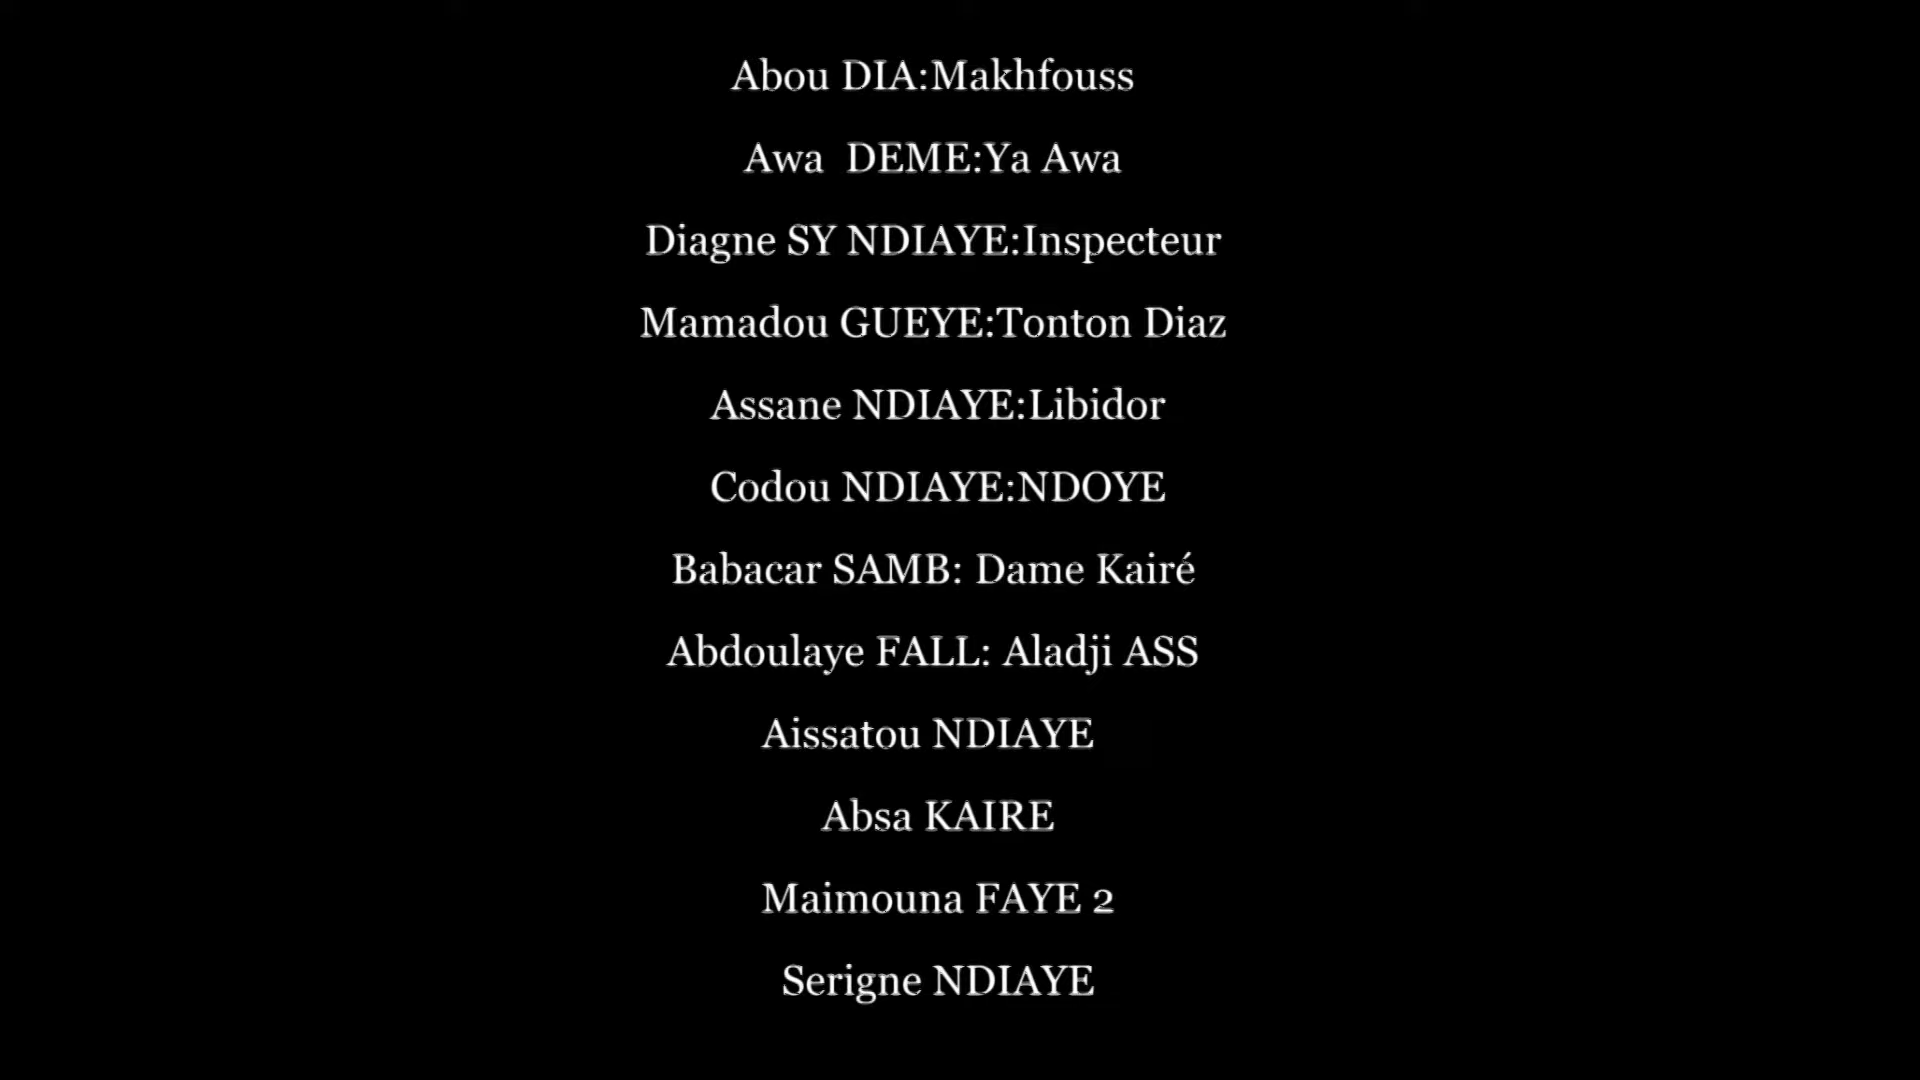 Abou DIA:Makhfouss
Awa  DEME:Ya Awa
Diagne SY NDIAYE:Inspecteur
Mamadou GUEYE:Tonton Diaz
Assane NDIAYE:Libidor
Codou NDIAYE:NDOYE
Babacar SAMB: Dame Kairé
Abdoulaye FALL: Aladji ASS
Aissatou NDIAYE
Absa KAIRE
Maimouna FAYE 2
Serigne NDIAYE